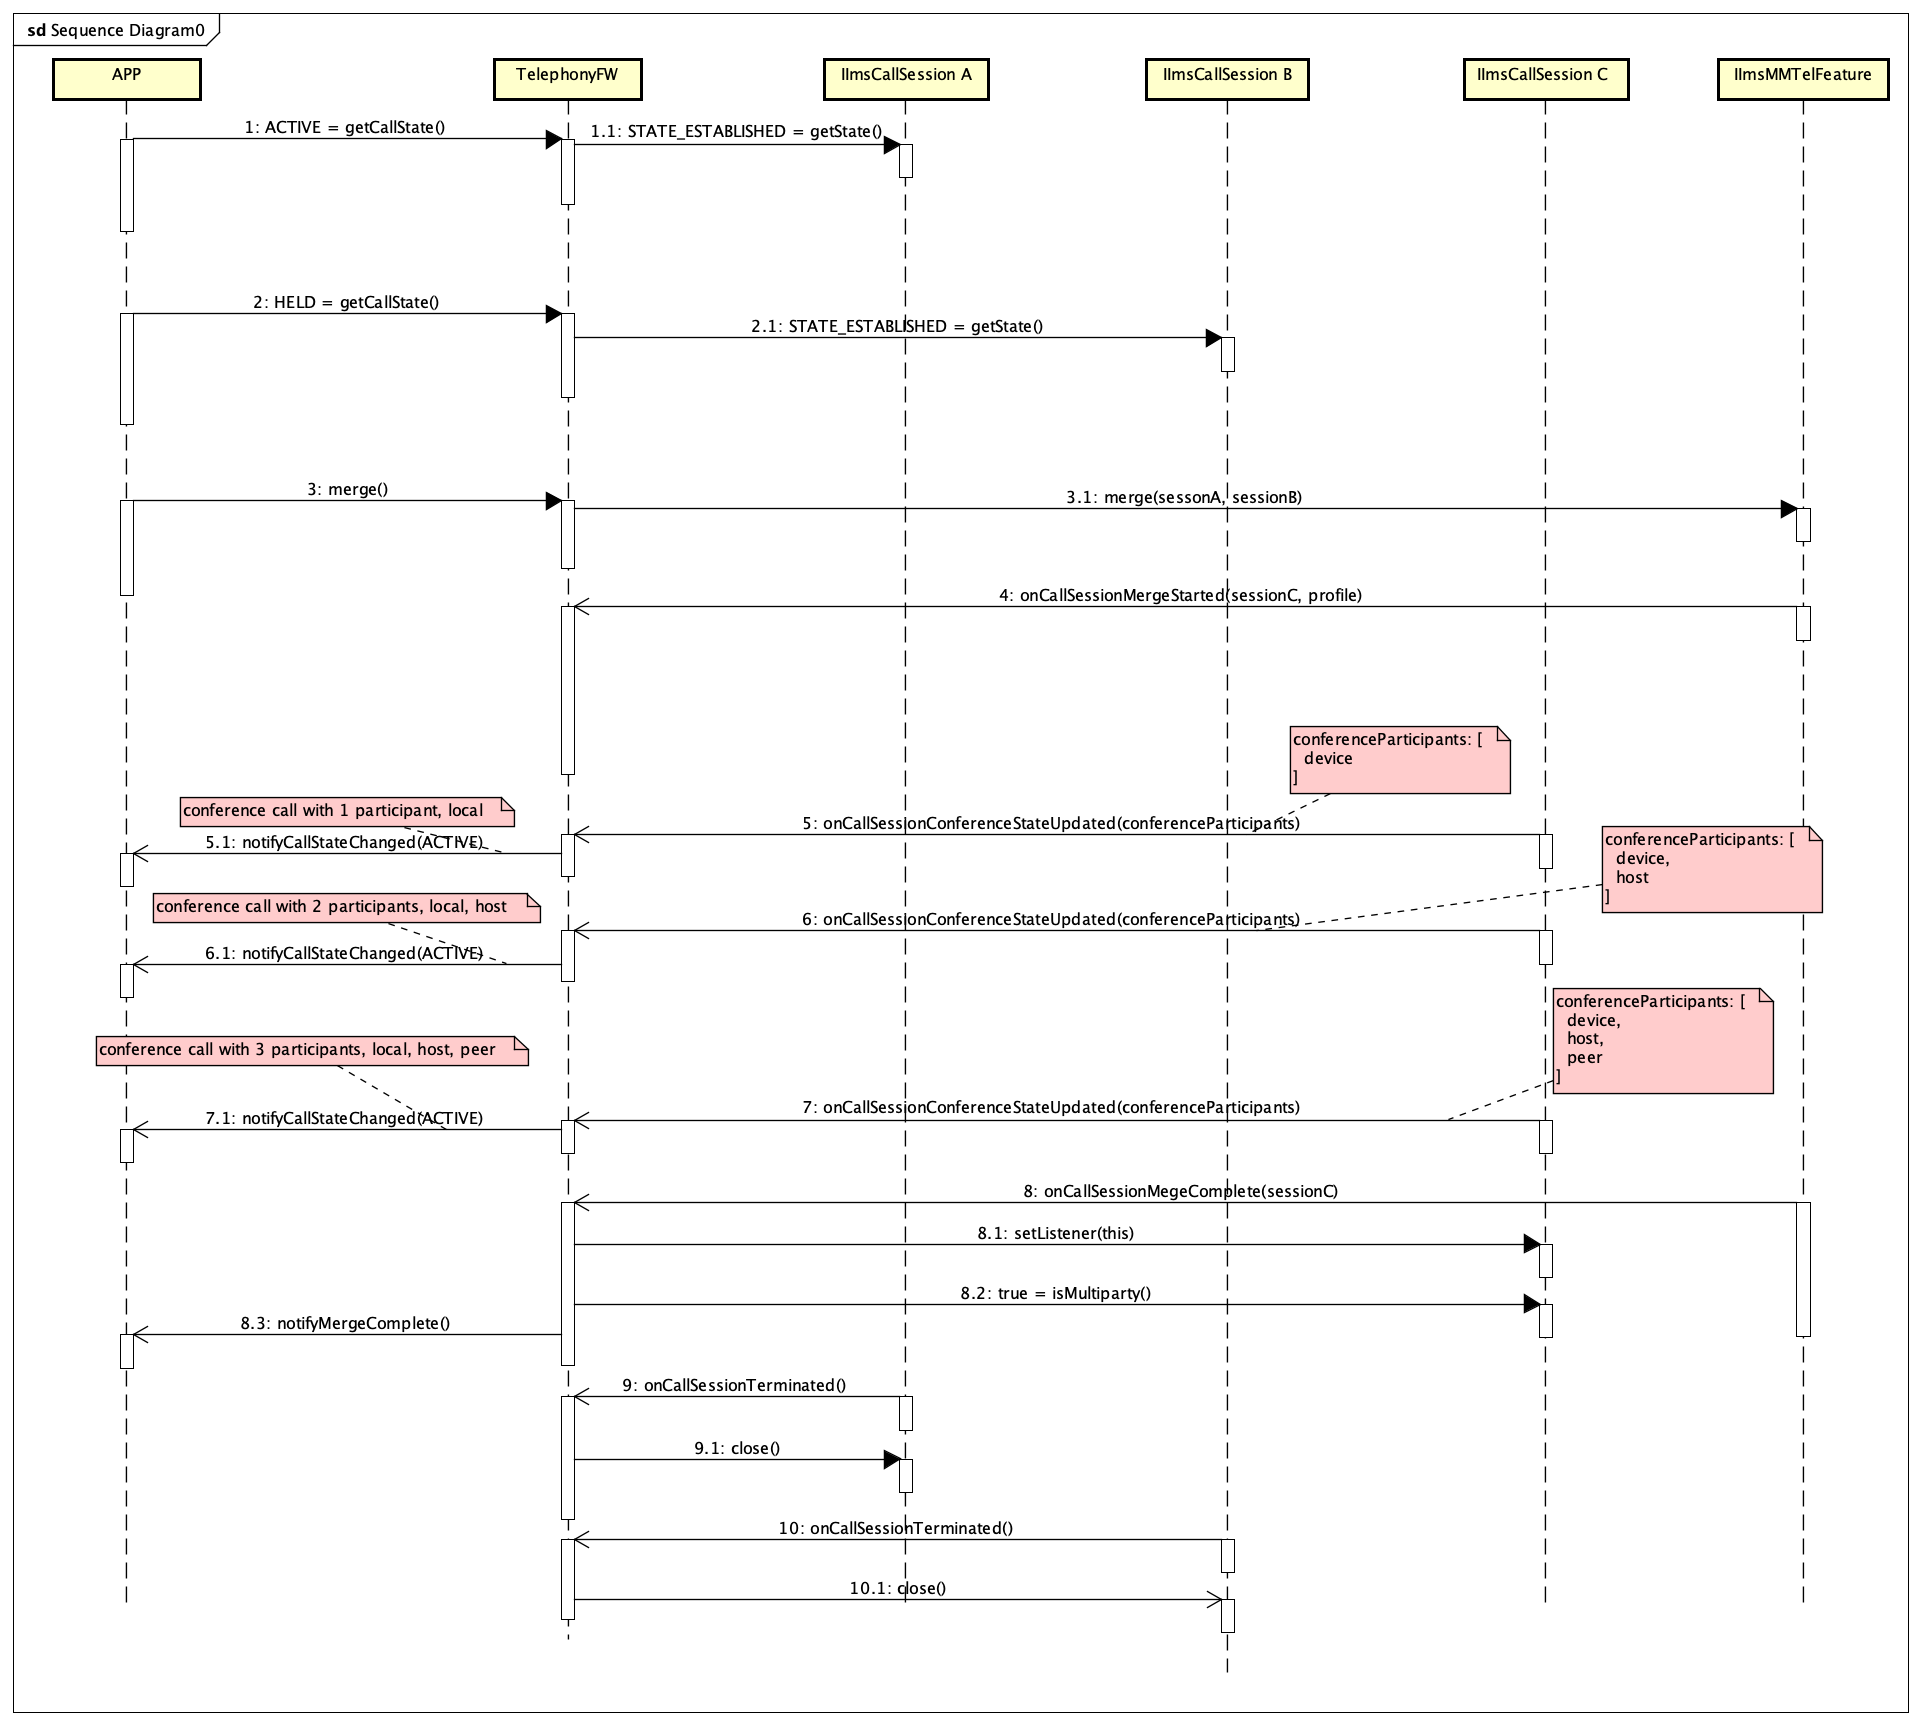 sd Sequence Diagram0
APP
TelephonyFW
IImsCallSession A
IImsCallSession B
IImsCallSession C
IImsMMTelFeature
1: ACTIVE = getCallState()
1.1: STATE_ESTABLISHED = getState()
2: HELD = getCallState()
2.1: STATE_ESTABLISHED = getState()
3: merge()
3.1: merge(sessonA, sessionB)
4: onCallSessionMergeStarted(sessionC, profile)
conferenceParticipants: [
device
]
conference call with 1 participant, local
5: onCallSessionConferenceStateUpdated(conferenceParticipants)
5.1: notifyCallStateChanged(ACTIVE)
conferenceParticipants: [
device,
host
]
conference call with 2 participants, local, host
6: onCallSessionConferenceStateUpdated(conferenceParticipants)
6.1: notifyCallStateChanged(ACTIVE)
conferenceParticipants: [
device,
host,
peer
]
conference call with 3 participants, local, host, peer
7: onCallSessionConferenceStateUpdated(conferenceParticipants)
7.1: notifyCallStateChanged(ACTIVE)
8: onCallSessionMegeComplete(sessionC)
8.1: setListener(this)
8.2: true = isMultiparty()
8.3: notifyMergeComplete()
9: onCallSessionTerminated()
9.1: close()
10: onCallSessionTerminated()
10.1: close()